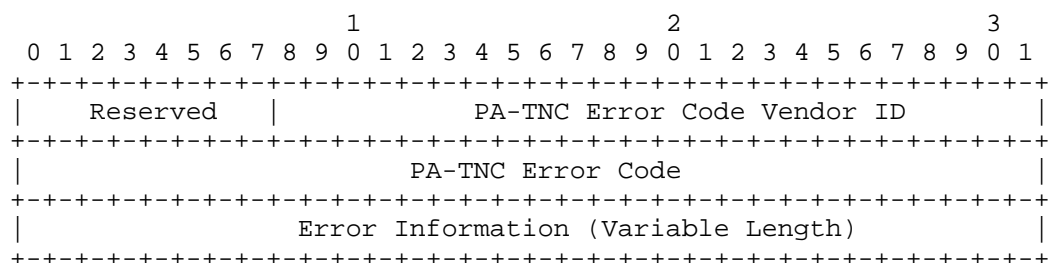 1                   2                   3
 0 1 2 3 4 5 6 7 8 9 0 1 2 3 4 5 6 7 8 9 0 1 2 3 4 5 6 7 8 9 0 1
+-+-+-+-+-+-+-+-+-+-+-+-+-+-+-+-+-+-+-+-+-+-+-+-+-+-+-+-+-+-+-+-+
|    Reserved   |            PA-TNC Error Code Vendor ID        |
+-+-+-+-+-+-+-+-+-+-+-+-+-+-+-+-+-+-+-+-+-+-+-+-+-+-+-+-+-+-+-+-+
|                        PA-TNC Error Code                      |
+-+-+-+-+-+-+-+-+-+-+-+-+-+-+-+-+-+-+-+-+-+-+-+-+-+-+-+-+-+-+-+-+
|                 Error Information (Variable Length)           |
+-+-+-+-+-+-+-+-+-+-+-+-+-+-+-+-+-+-+-+-+-+-+-+-+-+-+-+-+-+-+-+-+